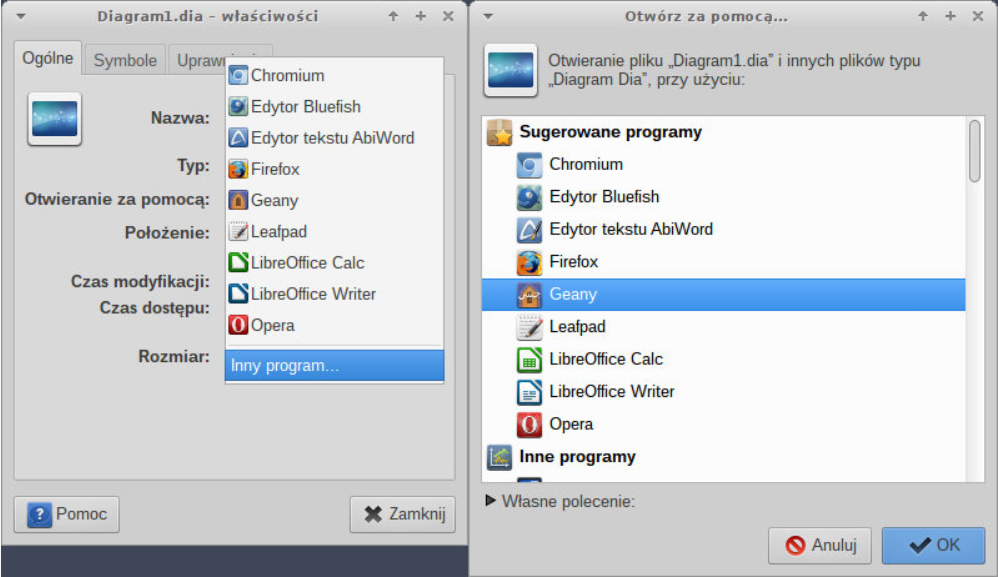 Diagram1.dia - właściwości
Ogólne
Symbole
Chromium
Edytor Bluefish
Edytor tekstu AbiWord
Firefox
Geany
Leafpad
LibreOffice Calc
LibreOffice Writer
Opera
Inny program...
Nazwa:
Typ:
Otwieranie za pomocą:
Położenie:
Czas modyfikacji:
Czas dostępu:
Rozmiar:
Pomoc
Zamknij
Otwórz za pomocą...
Otwieranie pliku „Diagram1.dia” i innych plików typu
„Diagram Dia”, przy użyciu:
Sugerowane programy
Chromium
Edytor Bluefish
Edytor tekstu AbiWord
Firefox
Geany
Leafpad
LibreOffice Calc
LibreOffice Writer
Opera
Inne programy
Własne polecenie:
Anuluj
OK